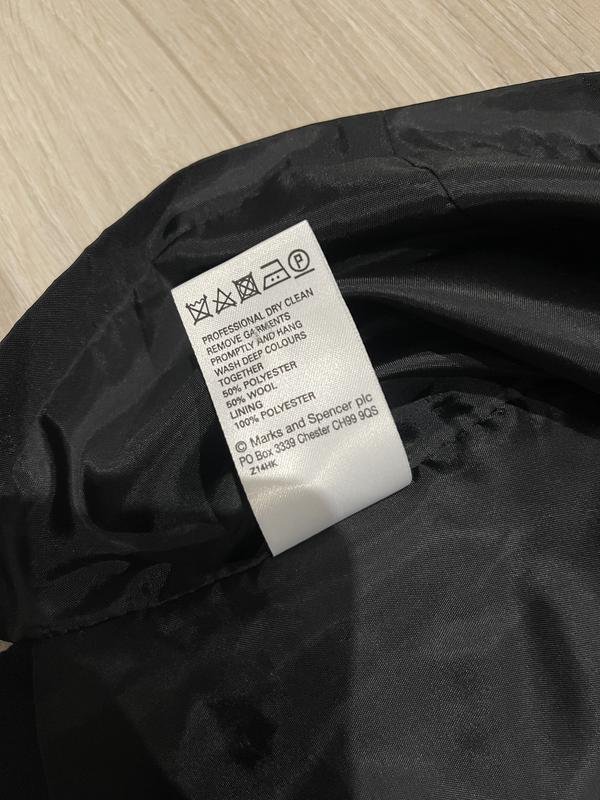 P
PROFESSIONAL DRY CLEAN
REMOVE GARMENTS
PROMPTLY AND HANG
WASH DEEP COLOURS
TOGETHER
50% POLYESTER
50% WOOL
LINING
100% POLYESTER
© Marks and Spencer plc
PO Box 3339 Chester CH99 9QS
Z14HK